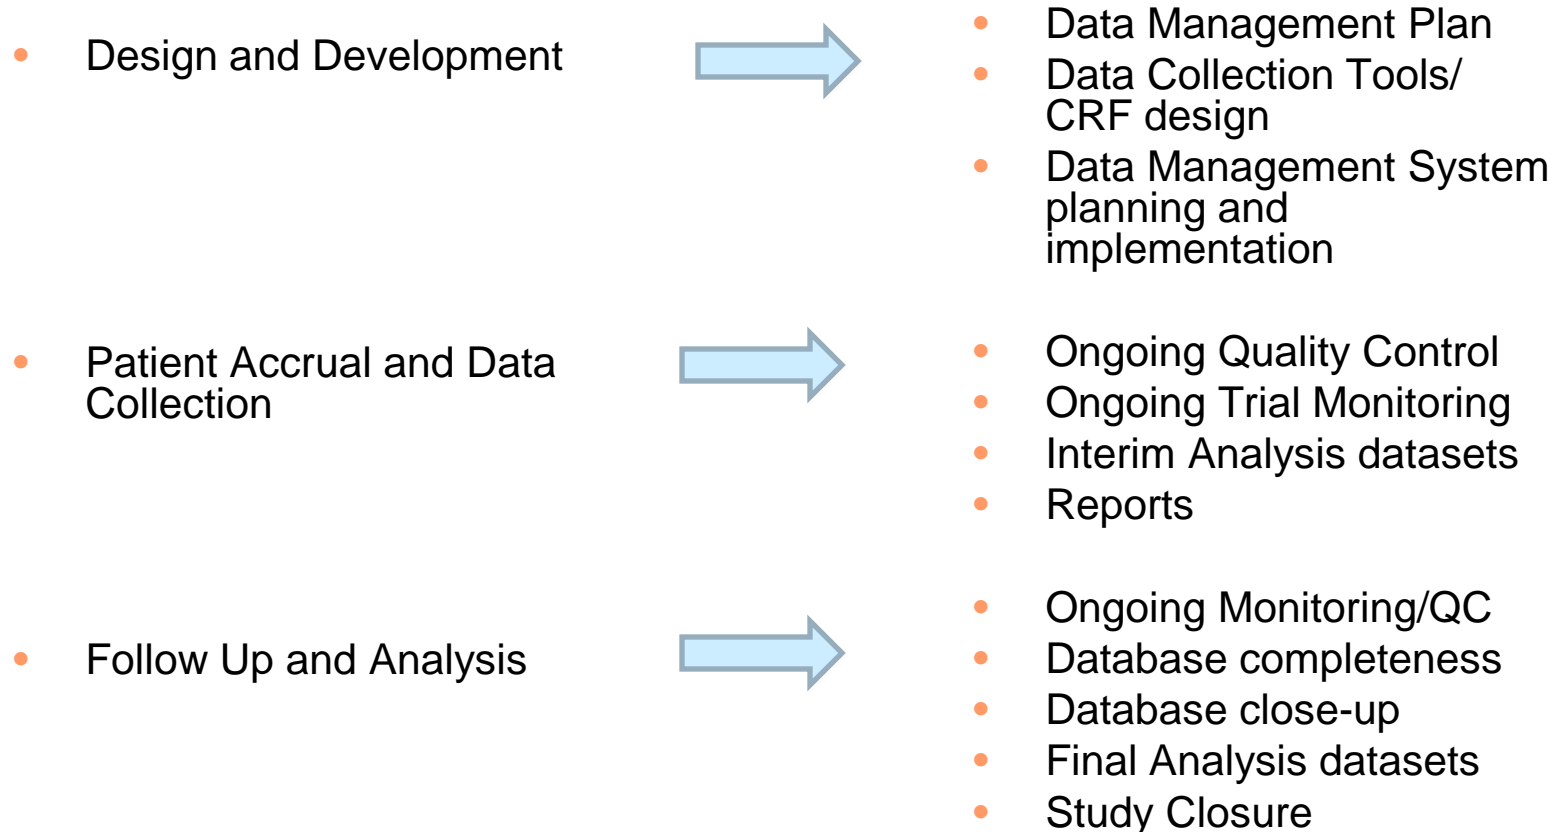 • Design and Development
• Data Management Plan
• Data Collection Tools/
CRF design
• Data Management System
planning and
implementation
• Patient Accrual and Data
Collection
• Ongoing Quality Control
• Ongoing Trial Monitoring
• Interim Analysis datasets
• Reports
• Follow Up and Analysis
• Ongoing Monitoring/QC
• Database completeness
• Database close-up
• Final Analysis datasets
• Study Closure